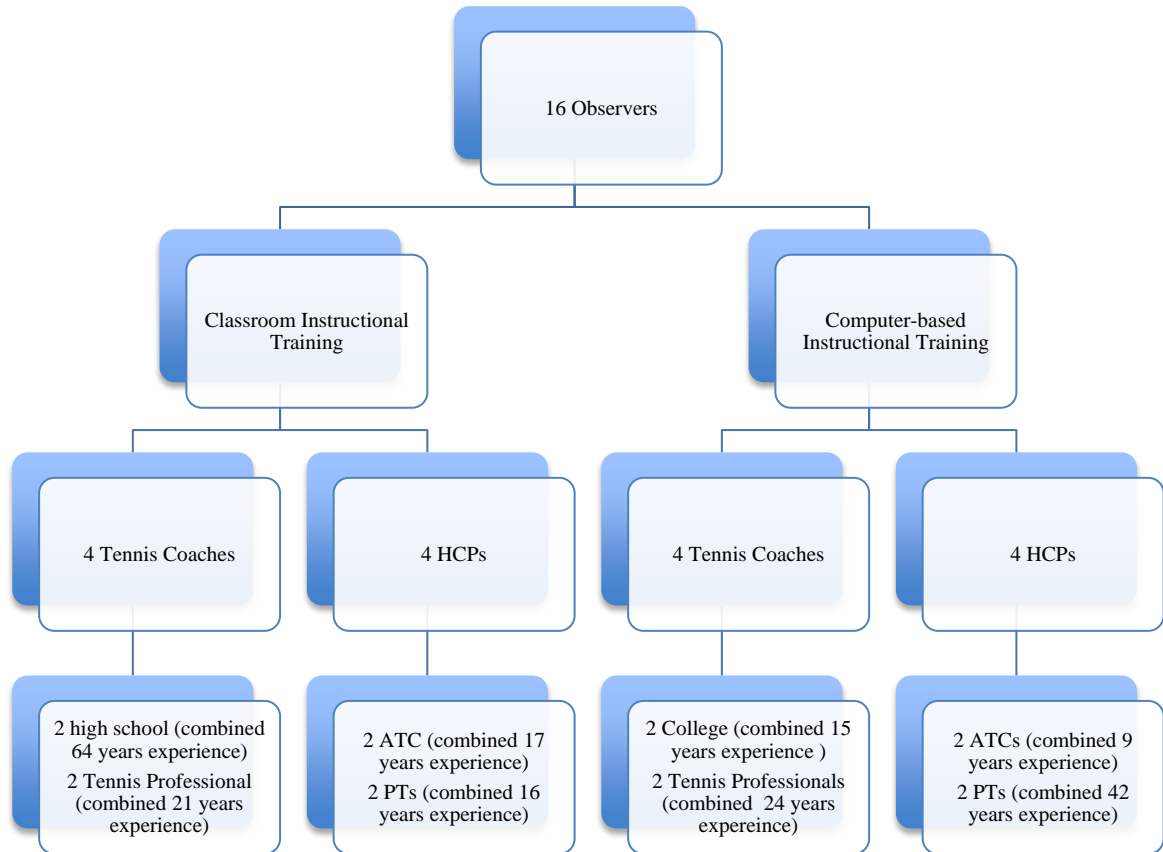 16 Observers
Classroom Instructional
Training
Computer-based
Instructional Training
4 Tennis Coaches
4 HCPs
4 Tennis Coaches
4 HCPs
2 high school (combined
64 years experience)
2 Tennis Professional
(combined 21 years
experience)
2 ATC (combined 17
years experience)
2 PTs (combined 16
years experience)
2 College (combined 15
years experience )
2 Tennis Professionals
(combined 24 years
expereince)
2 ATCs (combined 9
years experience)
2 PTs (combined 42
years experience)